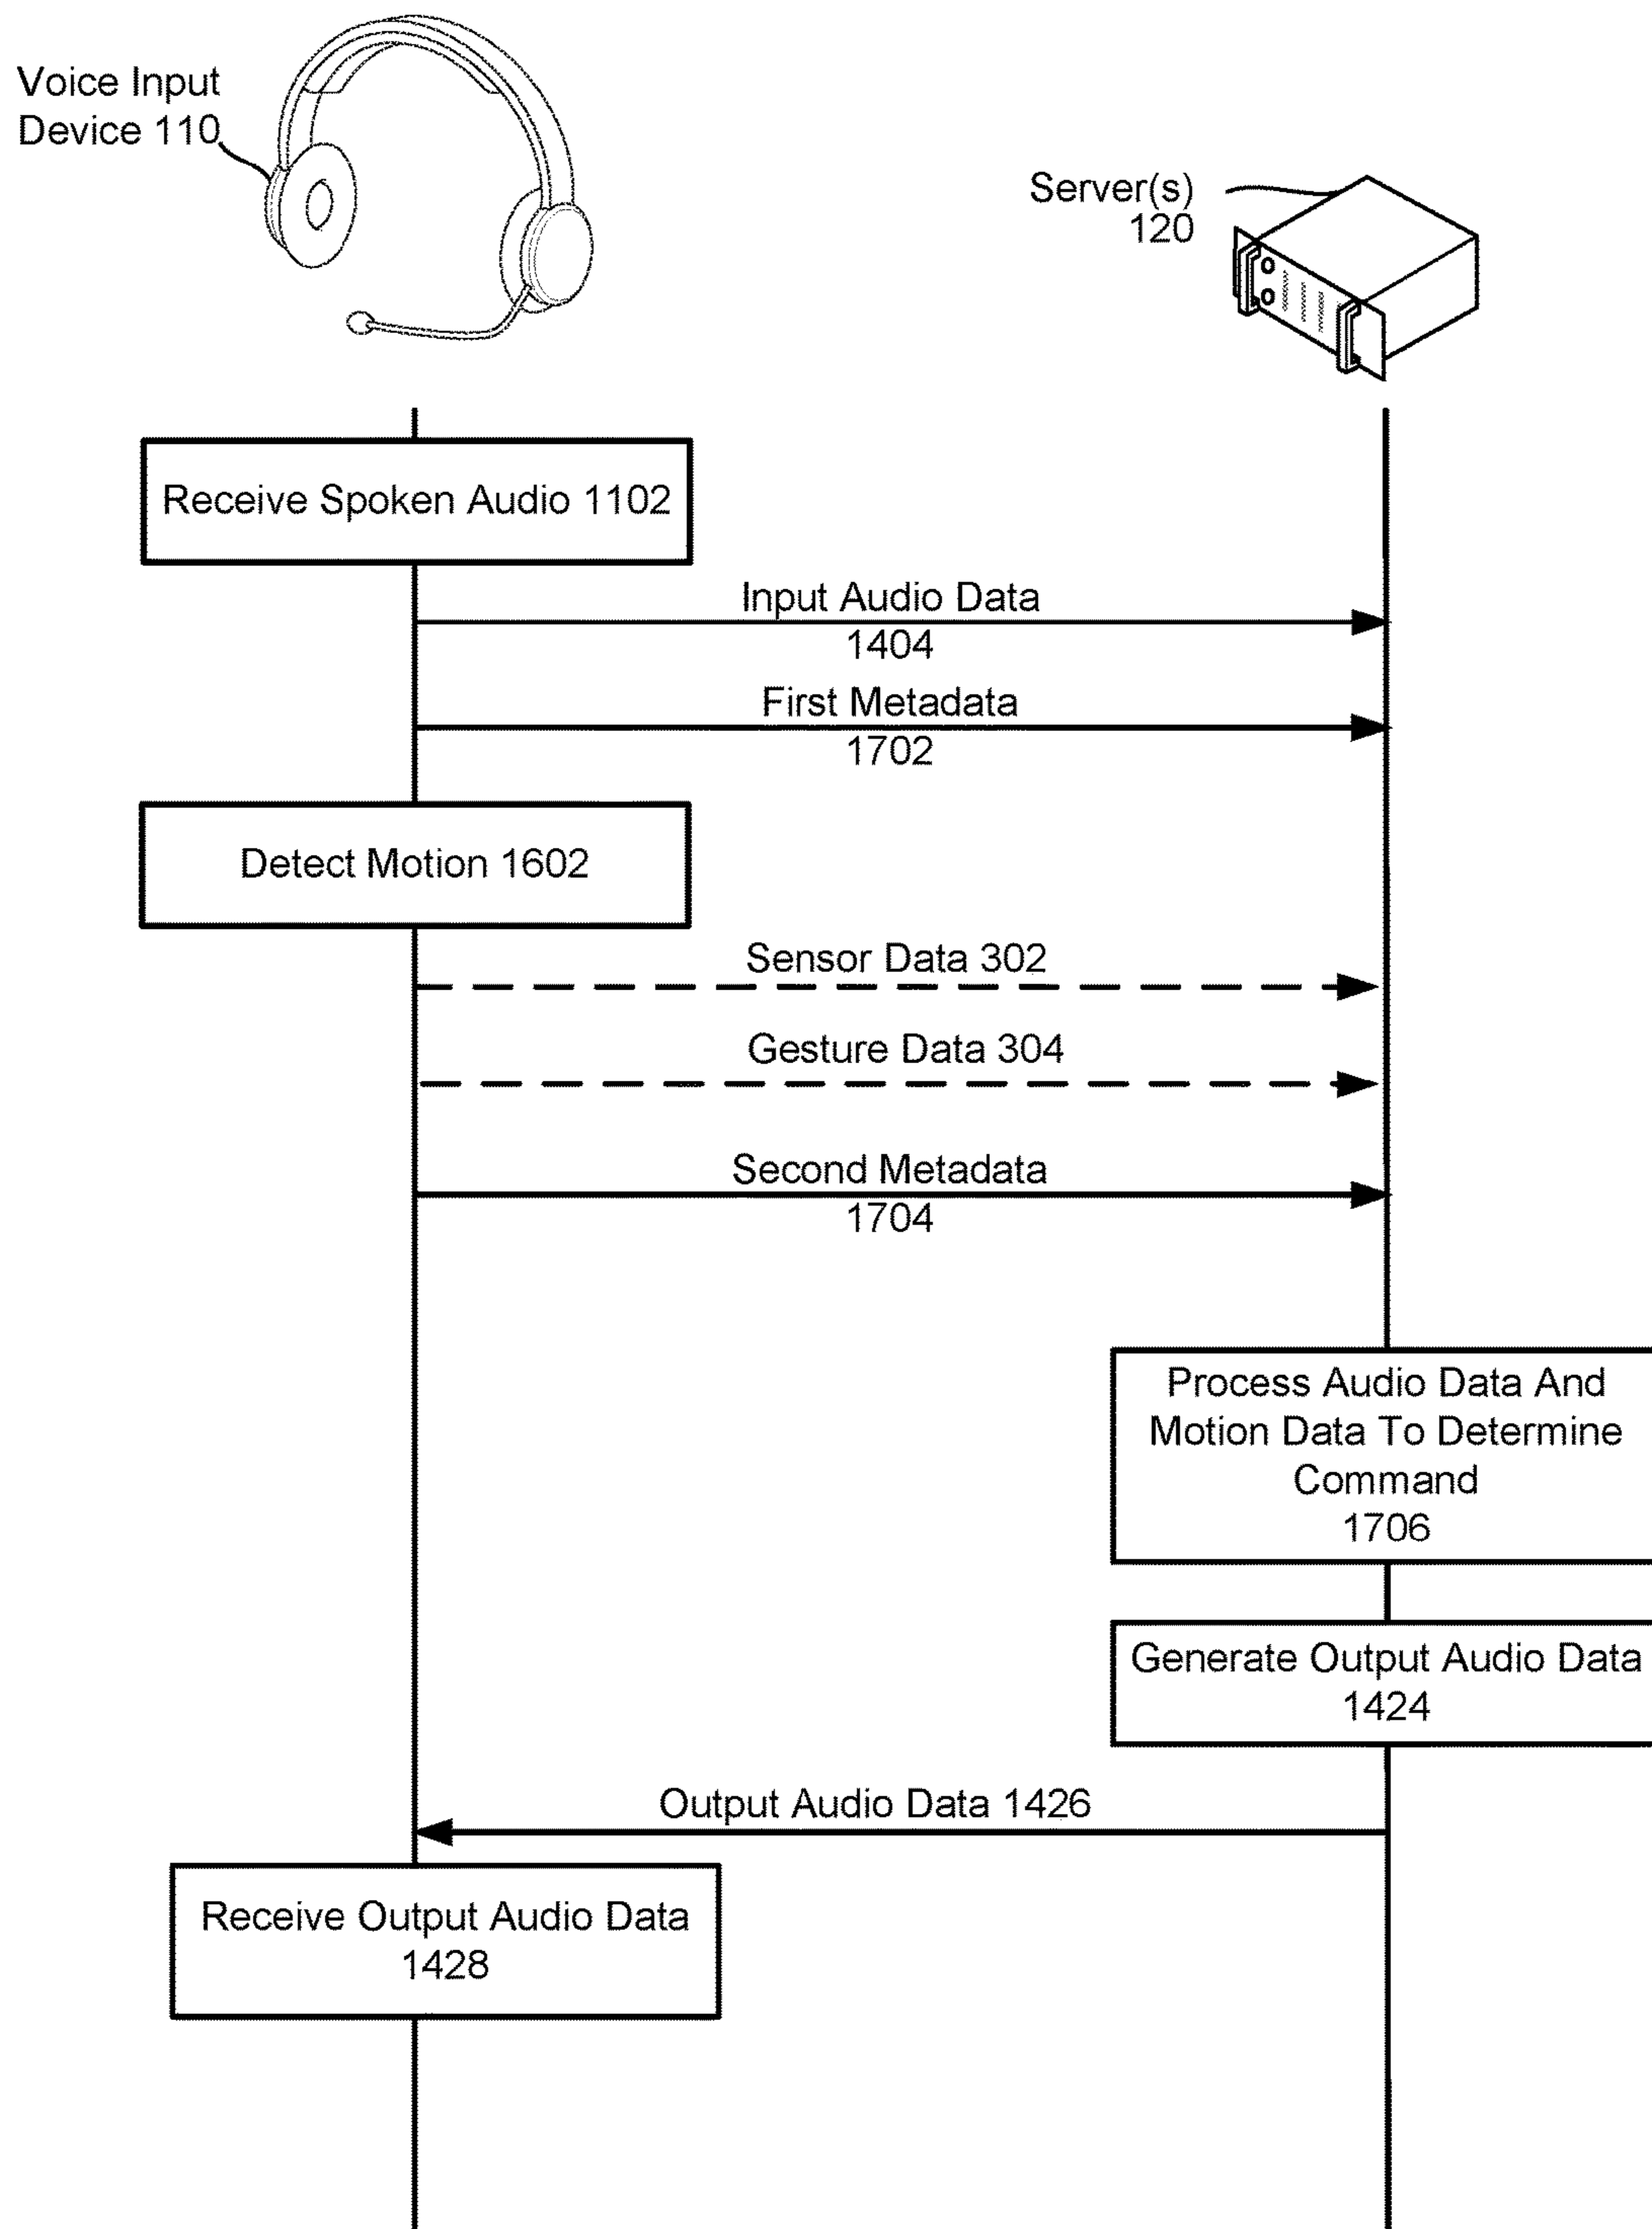 Voice Input
Device 110
Server(s)
120
Receive Spoken Audio 1102
Input Audio Data
1404
First Metadata
1702
Detect Motion 1602
Sensor Data 302
Gesture Data 304
Second Metadata
1704
Process Audio Data And
Motion Data To Determine
Command
1706
Generate Output Audio Data
1424
Output Audio Data 1426
Receive Output Audio Data
1428